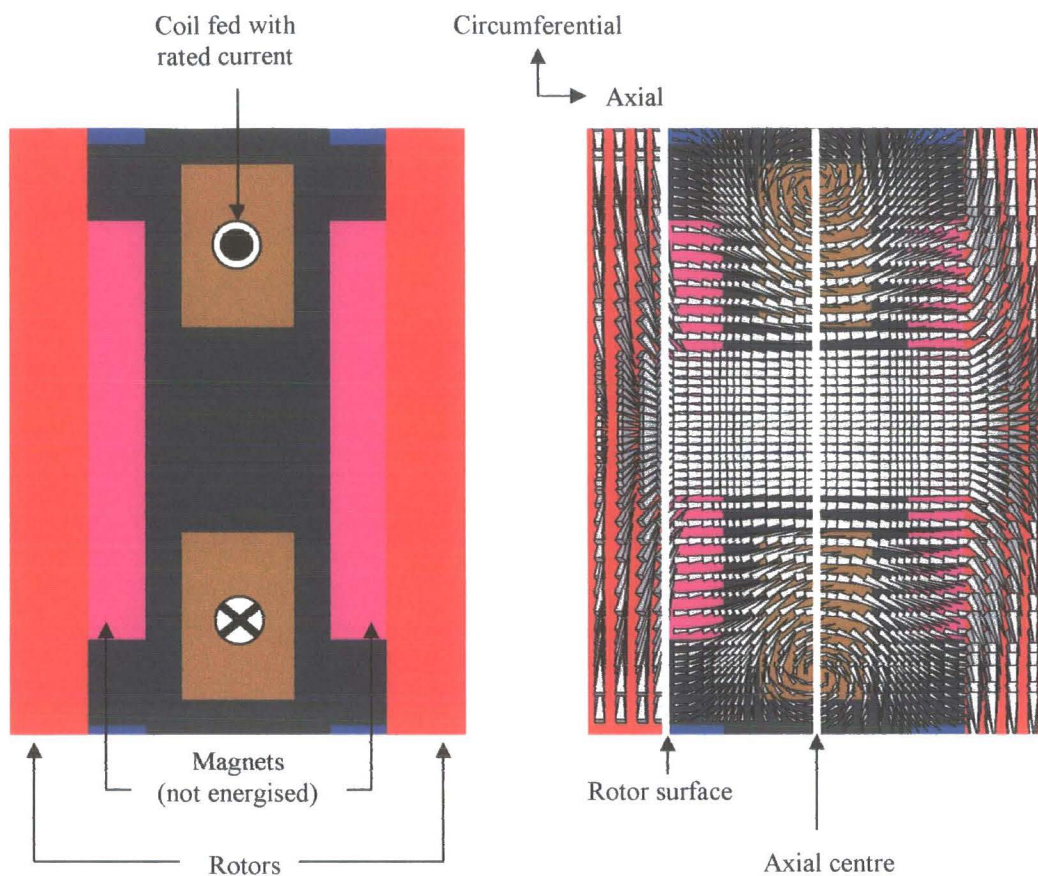 Coil fed with
rated current
Circumferential
Axial
Magnets
(not energised)
Rotors
Rotor surface
Axial centre